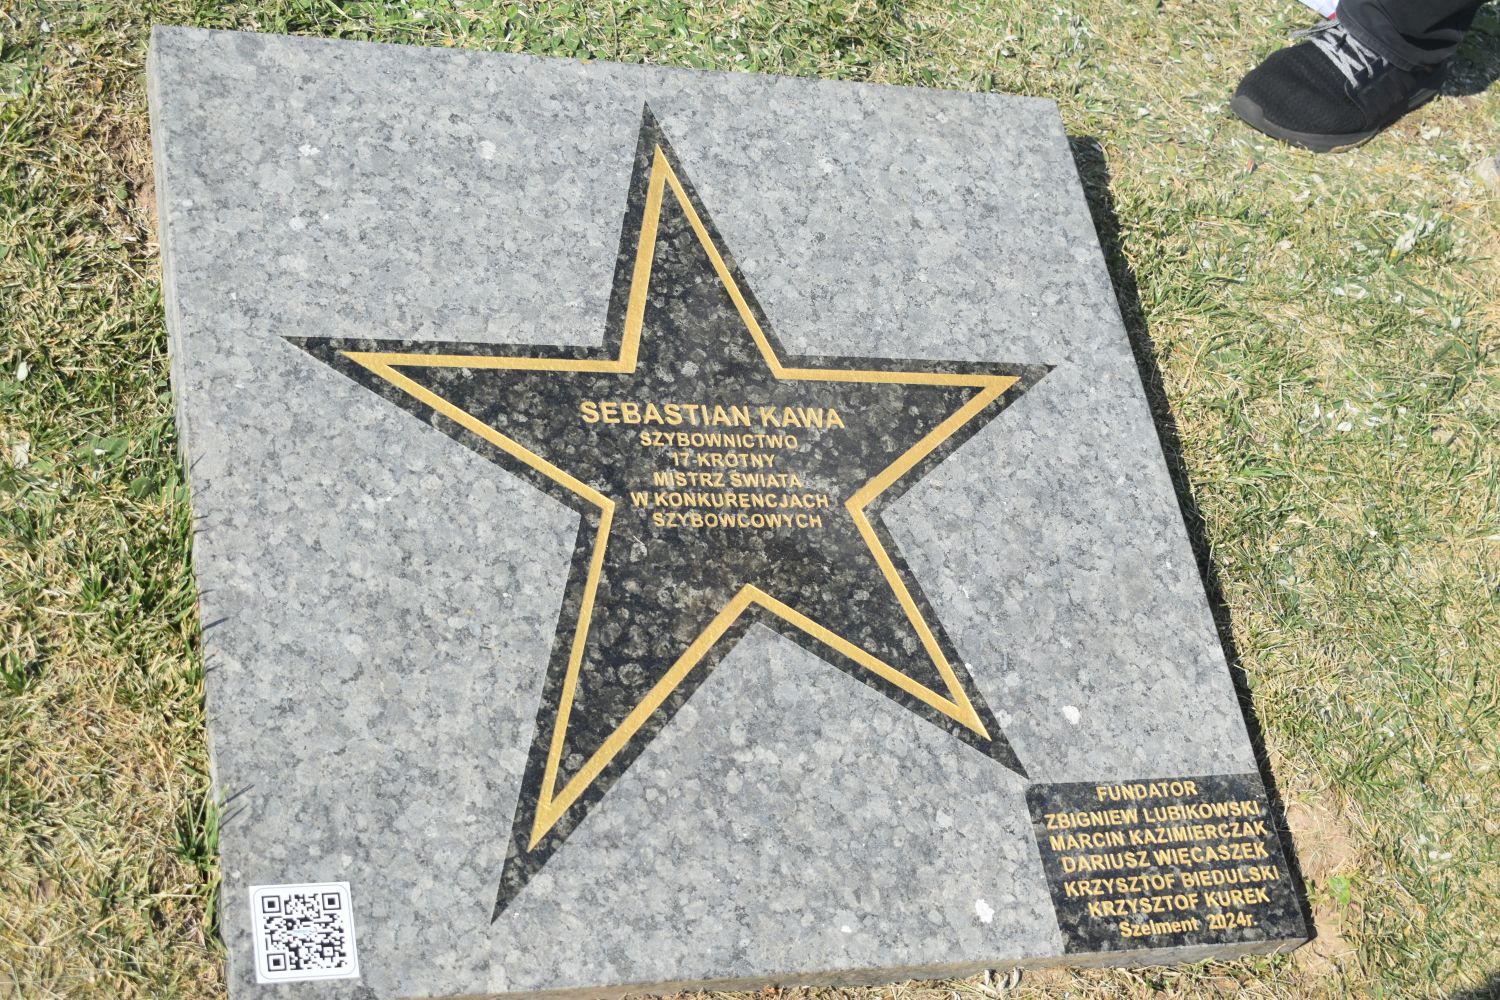 SEBASTIAN KAWA
SZYBOWNICTWO
17-KROTNY
MISTRZ ŚWIATA
W KONKURENCJACH
SZYBOWCOWYCH
FUNDATOR
ZBIGNIEW LUBIKOWSKI
MARCIN KAZIMIERCZAK
DARIUSZ WIĘCASZEK
KRZYSZTOF BIEDULSKI
KRZYSZTOF KUREK
Szelment 2024r.